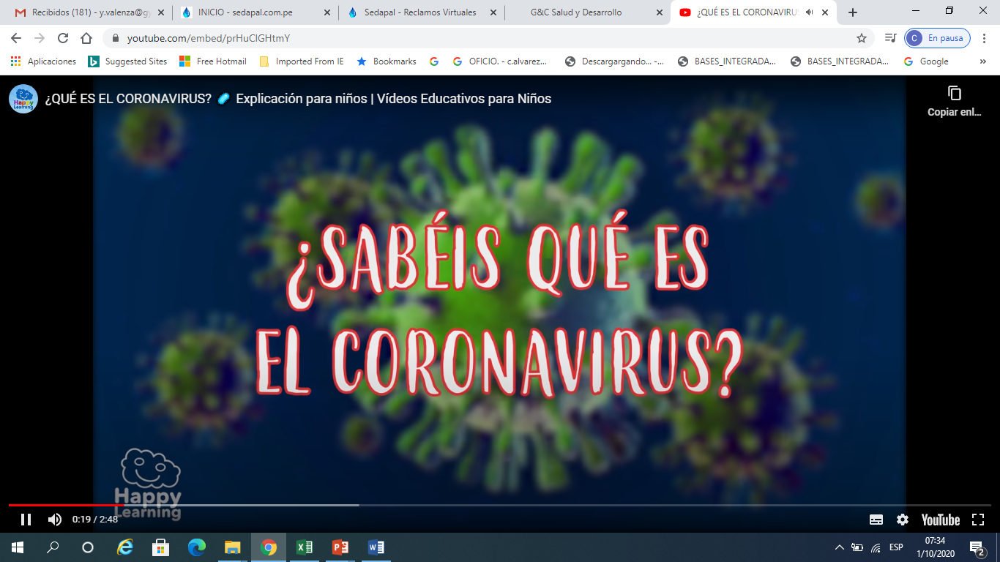 Recibidos (181) - y.valenza@gy
INICIO - sedapal.com.pe
Sedapal - Reclamos Virtuales
G&C Salud y Desarrollo
¿QUÉ ES EL CORONAVIRUS
youtube.com/embed/prHuClGHtmY
C En pausa
Aplicaciones
Suggested Sites
Free Hotmail
Imported From IE
Bookmarks
OFICIO. - c.alvarez...
Descargargando... -...
BASES_INTEGRADA...
BASES_INTEGRADA...
Google
»
Happy Learning
¿QUÉ ES EL CORONAVIRUS? Explicación para niños | Vídeos Educativos para Niños
Copiar enl...
¿SABÉIS QUÉ ES
EL CORONAVIRUS?
Happy
Learning
0:19 / 2:48
YouTube
ESP
07:34
1/10/2020
2